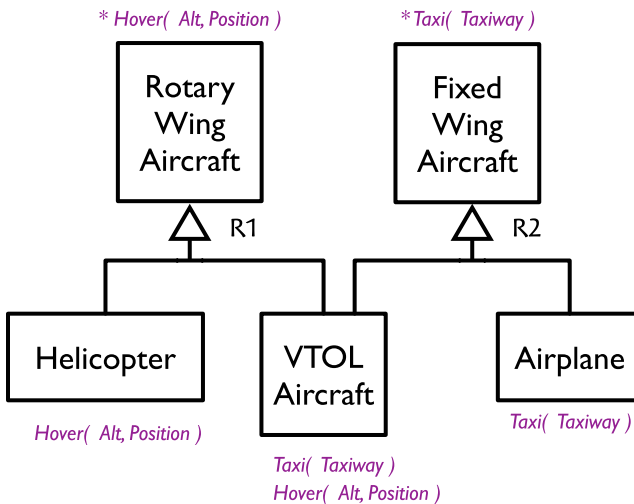 * Hover( Alt, Position )
* Taxi( Taxiway )
Rotary
Wing
Aircraft
Fixed
Wing
Aircraft
R1
R2
Helicopter
VTOL
Aircraft
Airplane
Hover( Alt, Position )
Taxi( Taxiway )
Hover( Alt, Position )
Taxi( Taxiway )